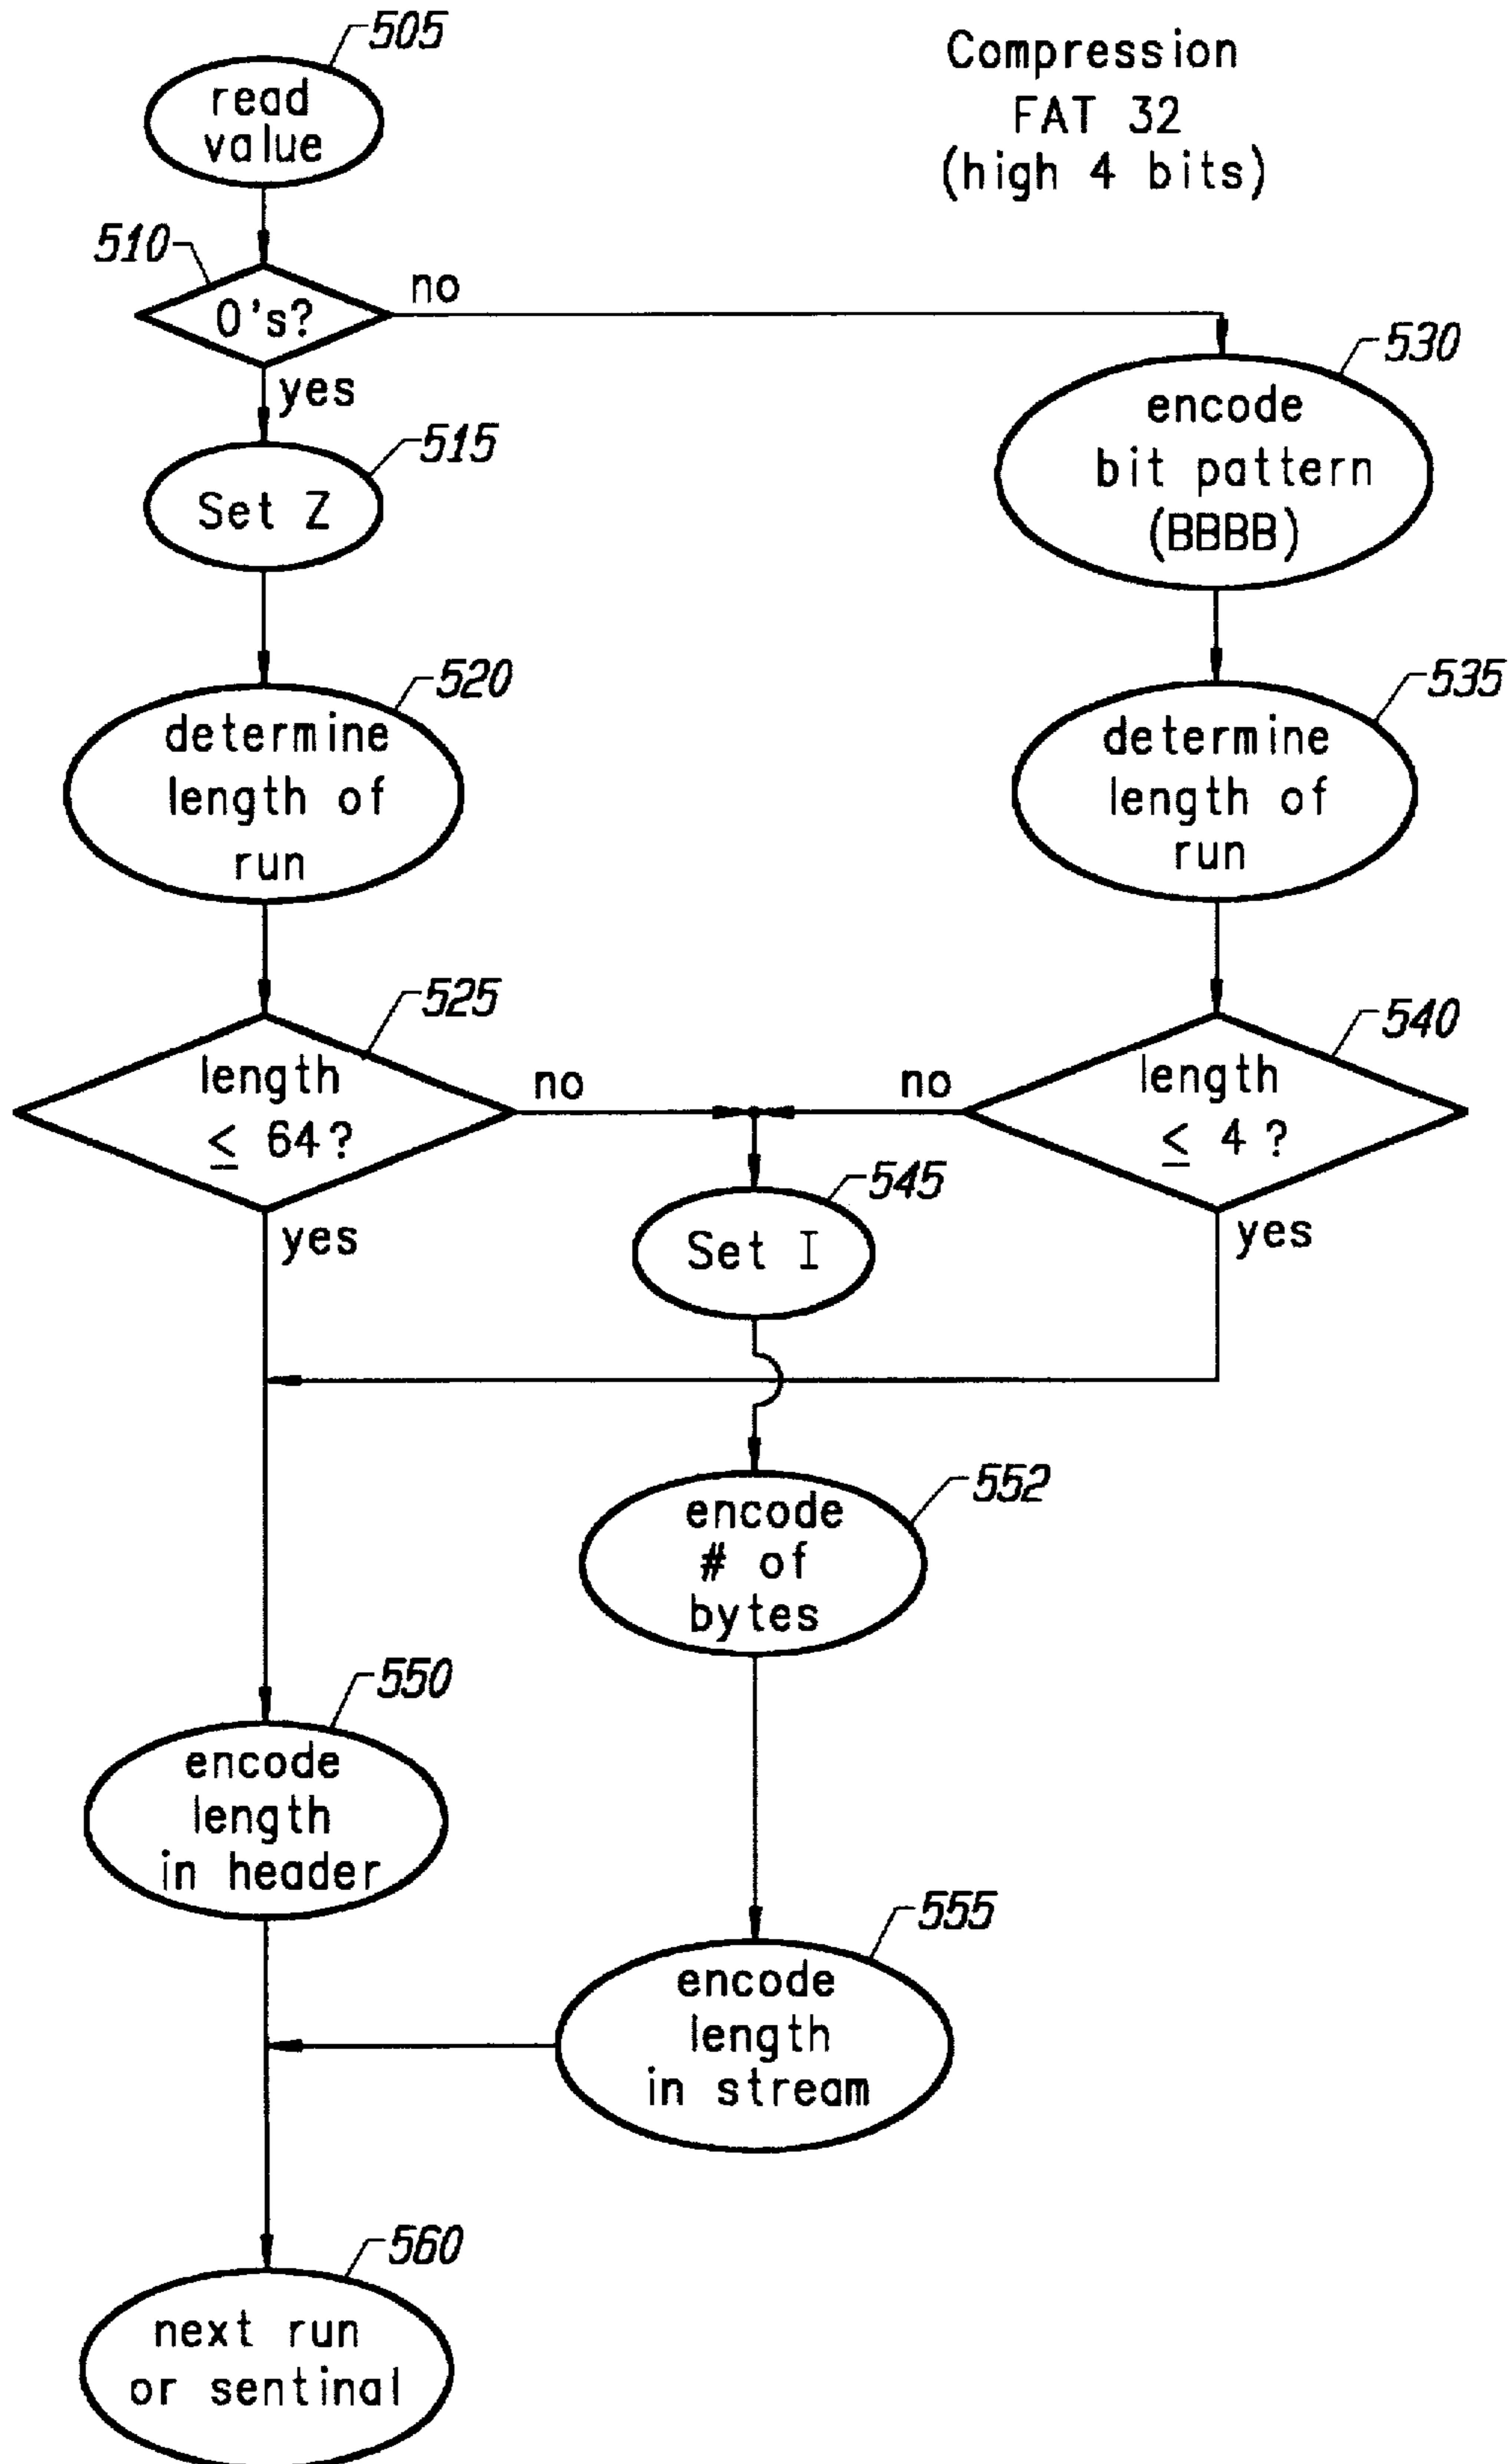 505
Compression
FAT 32
(high 4 bits)
read
value
510
0's?
no
yes
530
encode
bit pattern
(BBBB)
515
Set Z
520
determine
length of
run
535
determine
length of
run
525
length
≤ 64?
no
yes
540
length
≤ 4?
no
yes
545
Set I
552
encode
# of
bytes
550
encode
length
in header
555
encode
length
in stream
560
next run
or sentinal